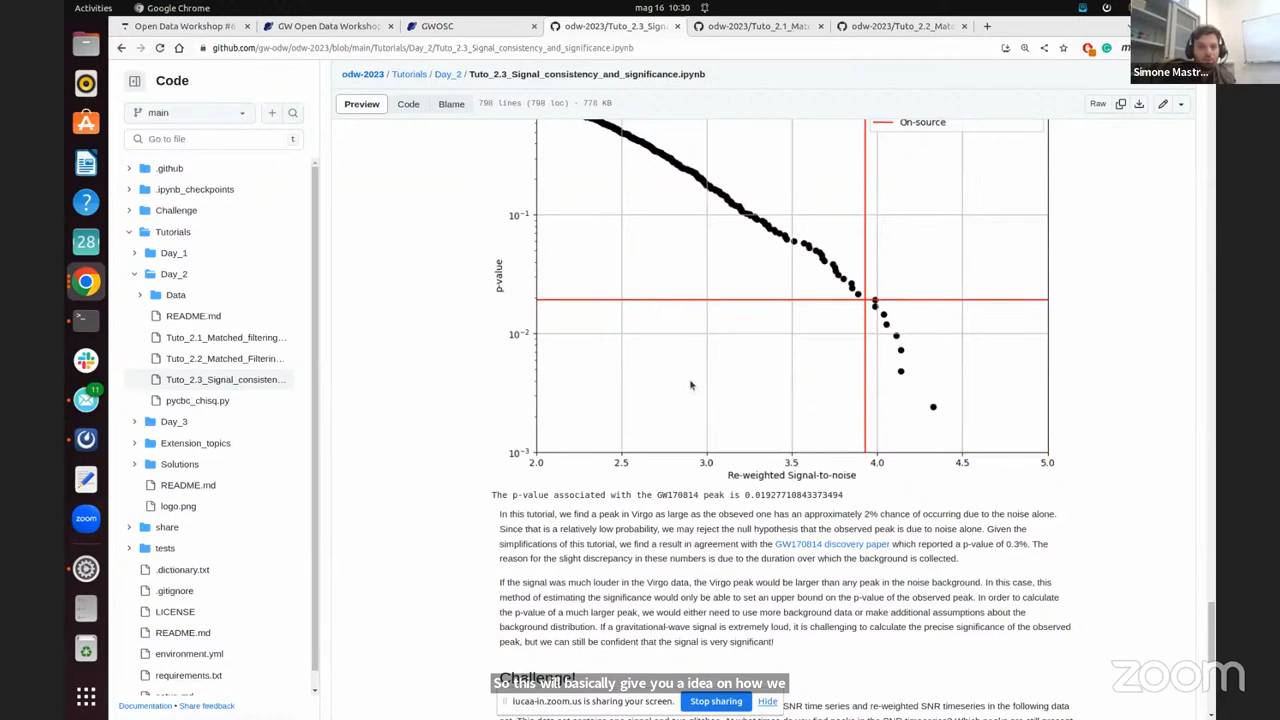 Activities
Google Chrome
mag 16 10:30
Open Data Workshop #6
GW Open Data Workshop
GWOSC
odw-2023/Tuto_2.3_Sign
odw-2023/Tuto_2.1_Mat
odw-2023/Tuto_2.2_Mat
github.com/gw-odw/odw-2023/blob/main/Tutorials/Day_2/Tuto_2.3_Signal_consistency_and_significance.ipynb
Simone Mastr...
Code
odw-2023 / Tutorials / Day_2 / Tuto_2.3_Signal_consistency_and_significance.ipynb
main
Preview
Code
Blame
798 lines (798 loc) · 776 KB
Raw
Go to file
t
.github
.ipynb_checkpoints
Challenge
Tutorials
Day_1
Day_2
Data
README.md
Tuto_2.1_Matched_filtering...
Tuto_2.2_Matched_Filterin...
Tuto_2.3_Signal_consisten...
pycbc_chisq.py
Day_3
Extension_topics
Solutions
README.md
logo.png
share
tests
.dictionary.txt
.gitignore
LICENSE
README.md
environment.yml
requirements.txt
setup.md
Documentation · Share feedback
28
11
zoom
On-source
10⁻¹
p-value
10⁻²
10⁻³
2.0 2.5 3.0 3.5 4.0 4.5 5.0
Re-weighted Signal-to-noise
The p-value associated with the GW170814 peak is 0.01927710843373494
In this tutorial, we find a peak in Virgo as large as the obseved one has an approximately 2% chance of occurring due to the noise alone.
Since that is a relatively low probability, we may reject the null hypothesis that the observed peak is due to noise alone. Given the
simplifications of this tutorial, we find a result in agreement with the GW170814 discovery paper which reported a p-value of 0.3%. The
reason for the slight discrepancy in these numbers is due to the duration over which the background is collected.
If the signal was much louder in the Virgo data, the Virgo peak would be larger than any peak in the noise background. In this case, this
method of estimating the significance would only be able to set an upper bound on the p-value of the observed peak. In order to calculate
the p-value of a much larger peak, we would either need to use more background data or make additional assumptions about the
background distribution. If a gravitational-wave signal is extremely loud, it is challenging to calculate the precise significance of the observed
peak, but we can still be confident that the signal is very significant!
Challenge!
So this will basically give you a idea on how we
iucaa-in.zoom.us is sharing your screen.
Stop sharing
Hide
SNR time series and re-weighted SNR timeseries in the following data
zoom